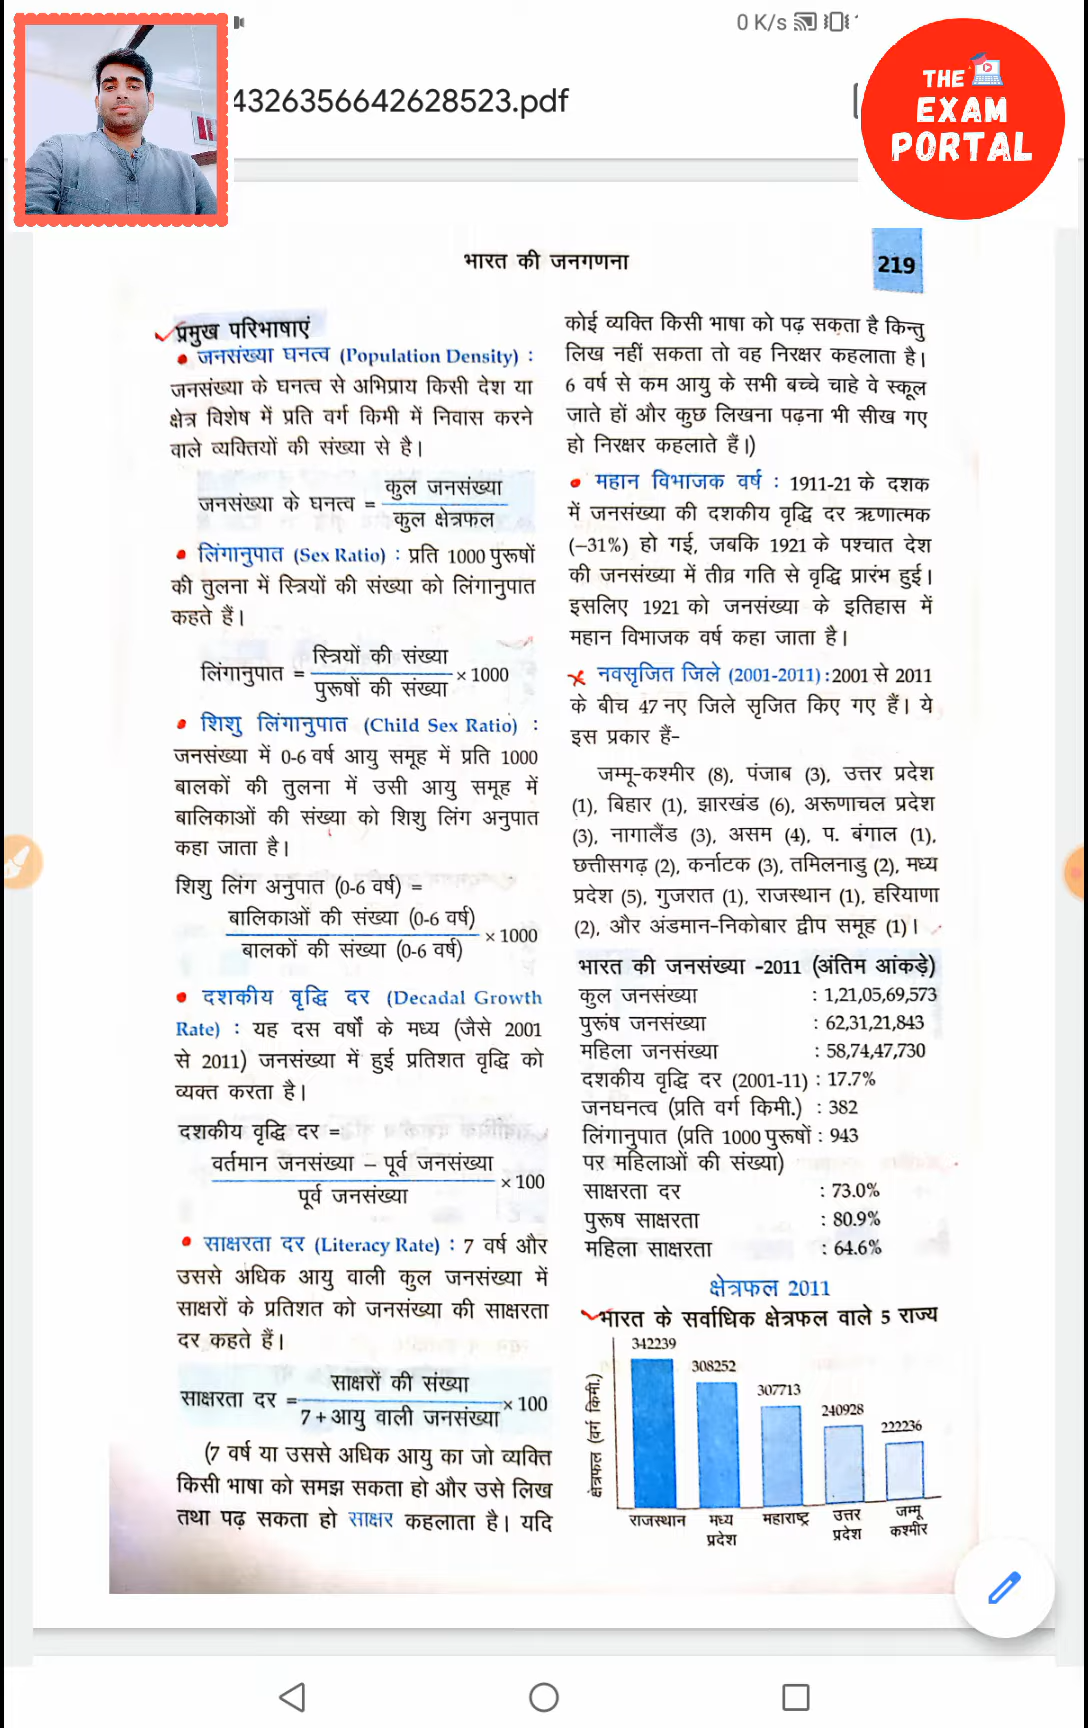 0 K/s
4326356642628523.pdf
THE
EXAM
PORTAL
भारत की जनगणना
219
प्रमुख परिभाषाएं
• जनसंख्या घनत्व (Population Density) :
जनसंख्या के घनत्व से अभिप्राय किसी देश या
क्षेत्र विशेष में प्रति वर्ग किमी में निवास करने
वाले व्यक्तियों की संख्या से है।
जनसंख्या के घनत्व = कुल जनसंख्या
कुल क्षेत्रफल
• लिंगानुपात (Sex Ratio) : प्रति 1000 पुरूषों
की तुलना में स्त्रियों की संख्या को लिंगानुपात
कहते हैं।
लिंगानुपात = स्त्रियों की संख्या × 1000
पुरूषों की संख्या
• शिशु लिंगानुपात (Child Sex Ratio) :
जनसंख्या में 0-6 वर्ष आयु समूह में प्रति 1000
बालकों की तुलना में उसी आयु समूह में
बालिकाओं की संख्या को शिशु लिंग अनुपात
कहा जाता है।
शिशु लिंग अनुपात (0-6 वर्ष) =
बालिकाओं की संख्या (0-6 वर्ष) × 1000
बालकों की संख्या (0-6 वर्ष)
• दशकीय वृद्धि दर (Decadal Growth
Rate) : यह दस वर्षों के मध्य (जैसे 2001
से 2011) जनसंख्या में हुई प्रतिशत वृद्धि को
व्यक्त करता है।
दशकीय वृद्धि दर =
वर्तमान जनसंख्या – पूर्व जनसंख्या × 100
पूर्व जनसंख्या
• साक्षरता दर (Literacy Rate) : 7 वर्ष और
उससे अधिक आयु वाली कुल जनसंख्या में
साक्षरों के प्रतिशत को जनसंख्या की साक्षरता
दर कहते हैं।
साक्षरता दर = साक्षरों की संख्या × 100
7 + आयु वाली जनसंख्या
(7 वर्ष या उससे अधिक आयु का जो व्यक्ति
किसी भाषा को समझ सकता हो और उसे लिख
तथा पढ़ सकता हो साक्षर कहलाता है। यदि
कोई व्यक्ति किसी भाषा को पढ़ सकता है किन्तु
लिख नहीं सकता तो वह निरक्षर कहलाता है।
6 वर्ष से कम आयु के सभी बच्चे चाहे वे स्कूल
जाते हों और कुछ लिखना पढ़ना भी सीख गए
हो निरक्षर कहलाते हैं।)
• महान विभाजक वर्ष : 1911-21 के दशक
में जनसंख्या की दशकीय वृद्धि दर ऋणात्मक
(–31%) हो गई, जबकि 1921 के पश्चात देश
की जनसंख्या में तीव्र गति से वृद्धि प्रारंभ हुई।
इसलिए 1921 को जनसंख्या के इतिहास में
महान विभाजक वर्ष कहा जाता है।
नवसृजित जिले (2001-2011) : 2001 से 2011
के बीच 47 नए जिले सृजित किए गए हैं। ये
इस प्रकार हैं-
जम्मू-कश्मीर (8), पंजाब (3), उत्तर प्रदेश
(1), बिहार (1), झारखंड (6), अरूणाचल प्रदेश
(3), नागालैंड (3), असम (4), प. बंगाल (1),
छत्तीसगढ़ (2), कर्नाटक (3), तमिलनाडु (2), मध्य
प्रदेश (5), गुजरात (1), राजस्थान (1), हरियाणा
(2), और अंडमान-निकोबार द्वीप समूह (1)।
भारत की जनसंख्या -2011 (अंतिम आंकड़े)
कुल जनसंख्या : 1,21,05,69,573
पुरूष जनसंख्या : 62,31,21,843
महिला जनसंख्या : 58,74,47,730
दशकीय वृद्धि दर (2001-11) : 17.7%
जनघनत्व (प्रति वर्ग किमी.) : 382
लिंगानुपात (प्रति 1000 पुरूषों : 943
पर महिलाओं की संख्या)
साक्षरता दर : 73.0%
पुरूष साक्षरता : 80.9%
महिला साक्षरता : 64.6%
क्षेत्रफल 2011
भारत के सर्वाधिक क्षेत्रफल वाले 5 राज्य
क्षेत्रफल (वर्ग किमी.)
342239
308252
307713
240928
222236
राजस्थान
मध्य
प्रदेश
महाराष्ट्र
उत्तर
प्रदेश
जम्मू
कश्मीर